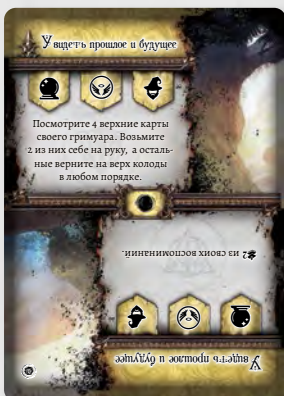 Увидеть прошлое и будущее
Посмотрите 4 верхние карты
своего гримуара. Возьмите
2 из них себе на руку, а осталь-
ные верните на верх колоды
в любом порядке.
2 из своих воспоминаний.
Увидеть прошлое и будущее